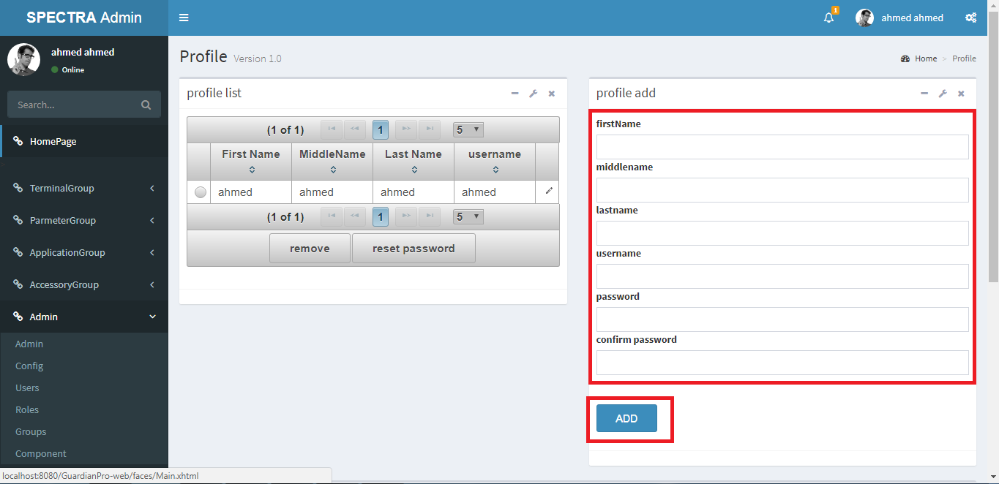 SPECTRA Admin
1
ahmed ahmed
ahmed ahmed
Online
Search...
HomePage
TerminalGroup
ParmeterGroup
ApplicationGroup
AccessoryGroup
Admin
Admin
Config
Users
Roles
Groups
Component
Profile Version 1.0
Home > Profile
profile list
(1 of 1) 1 5
First Name MiddleName Last Name username
ahmed ahmed ahmed ahmed
(1 of 1) 1 5
remove reset password
profile add
firstName
middlename
lastname
username
password
confirm password
ADD
localhost:8080/GuardianPro-web/faces/Main.xhtml